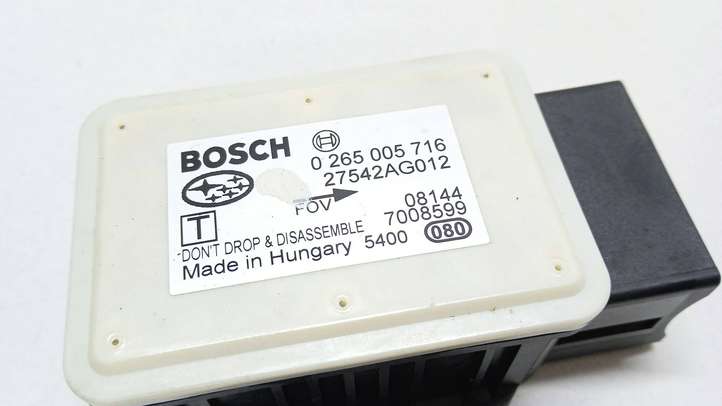 BOSCH 0 265 005 716
27542AG012
FOV 08144
T 7008599
DON'T DROP & DISASSEMBLE
Made in Hungary 5400 080